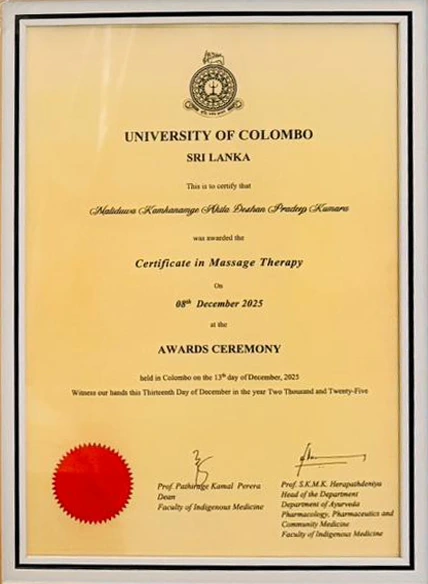 UNIVERSITY OF COLOMBO
SRI LANKA
This is to certify that
Maliduwa Kamkanamge Akila Deshan Pradeep Kumara
was awarded the
Certificate in Massage Therapy
On
08th December 2025
at the
AWARDS CEREMONY
held in Colombo on the 13th day of December, 2025
Witness our hands this Thirteenth Day of December in the year Two Thousand and Twenty-Five
Prof. Pathirage Kamal Perera
Dean
Faculty of Indigenous Medicine
Prof. S.K.M.K. Herapathdeniya
Head of the Department
Department of Ayurveda
Pharmacology, Pharmaceutics and
Community Medicine
Faculty of Indigenous Medicine